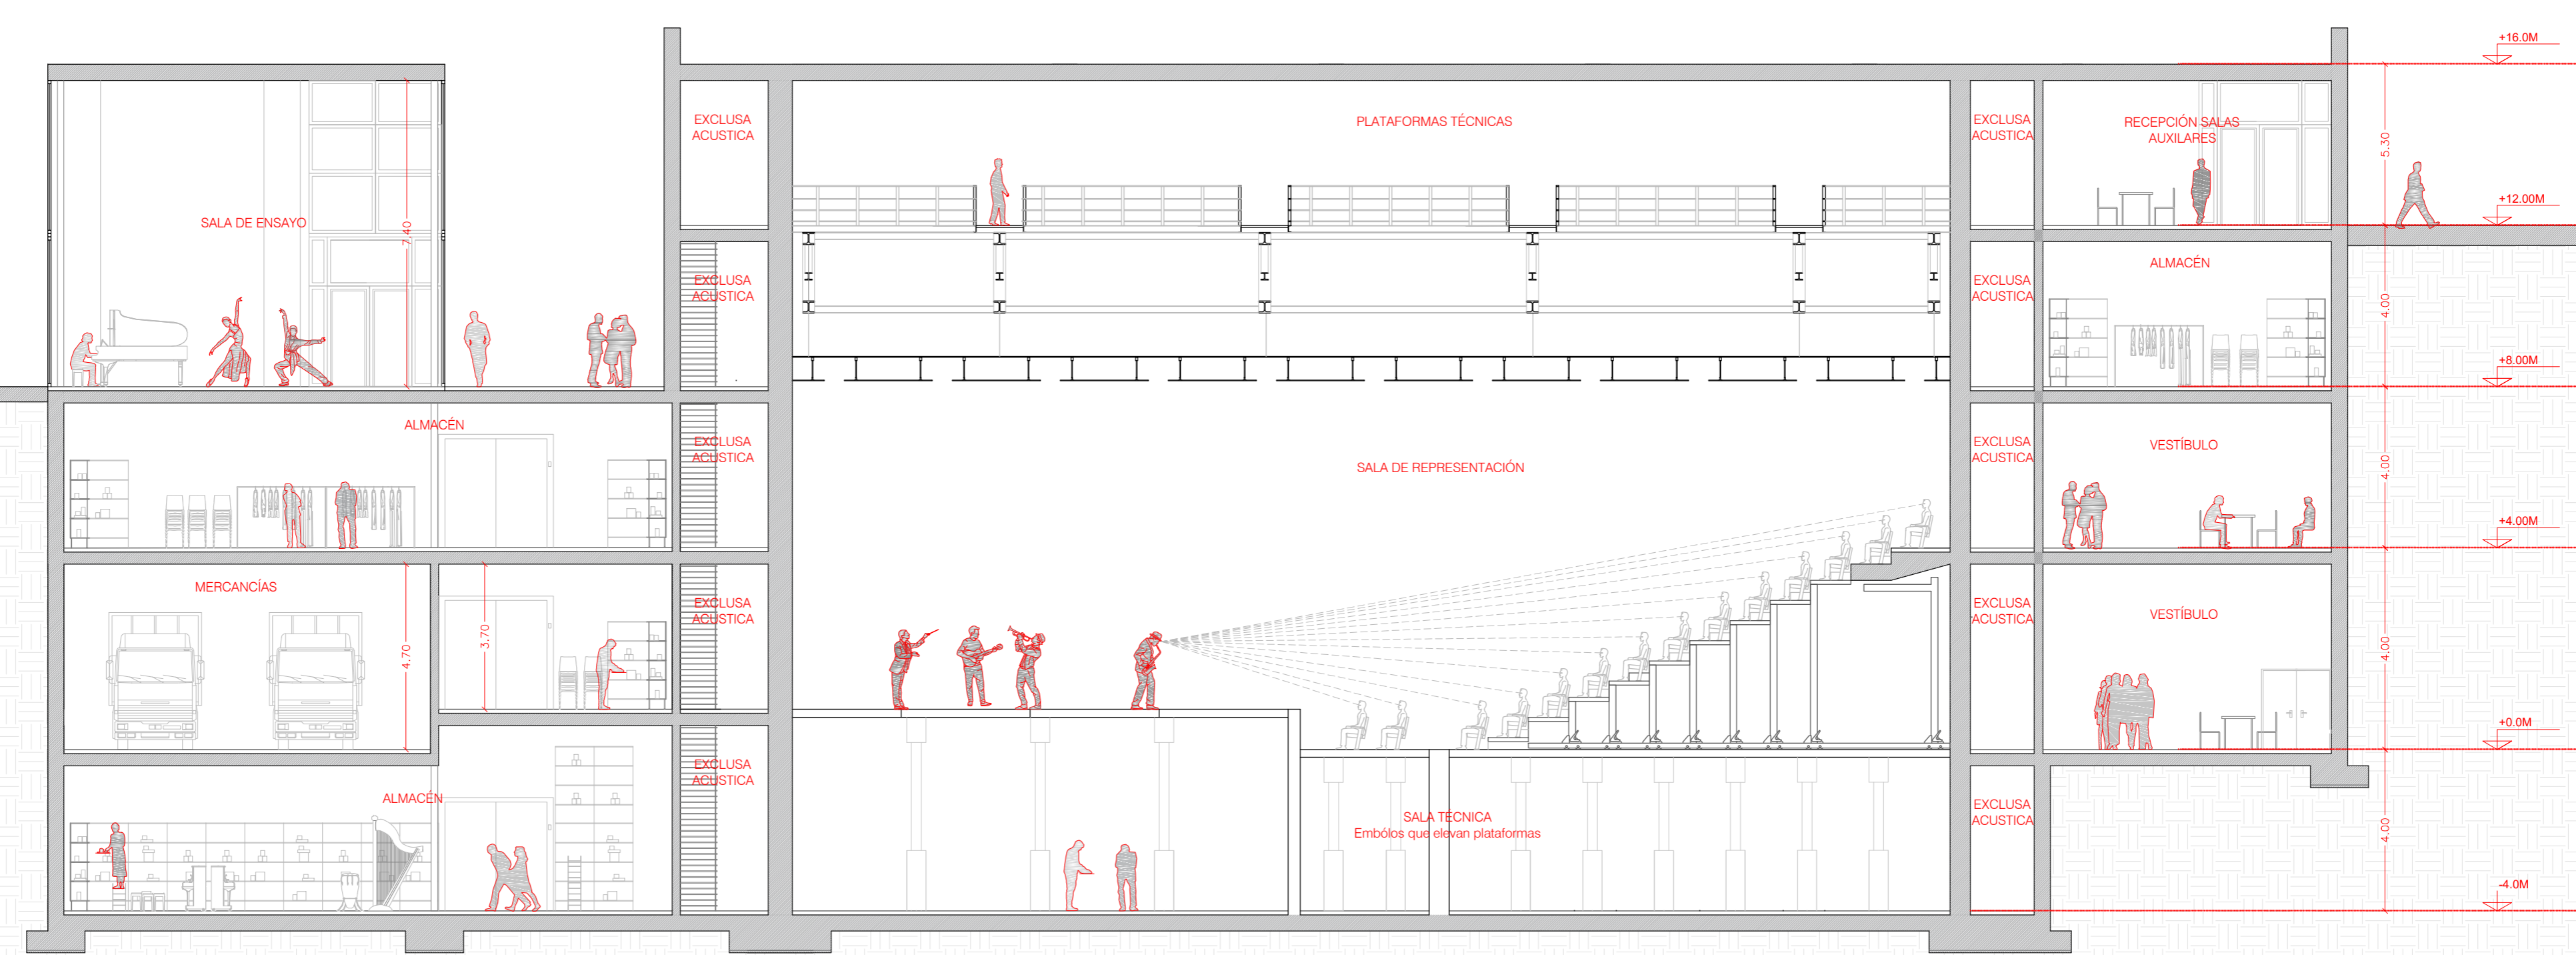 +16.0M
EXCLUSA
ACUSTICA
PLATAFORMAS TÉCNICAS
EXCLUSA
ACUSTICA
RECEPCIÓN SALAS
AUXILARES
5.30
+12.00M
SALA DE ENSAYO
7.40
EXCLUSA
ACUSTICA
EXCLUSA
ACUSTICA
ALMACÉN
4.00
+8.00M
ALMACÉN
EXCLUSA
ACUSTICA
SALA DE REPRESENTACIÓN
EXCLUSA
ACUSTICA
VESTÍBULO
4.00
+4.00M
MERCANCÍAS
4.70
3.70
EXCLUSA
ACUSTICA
EXCLUSA
ACUSTICA
VESTÍBULO
4.00
+0.0M
ALMACÉN
EXCLUSA
ACUSTICA
SALA TÉCNICA
Embólos que elevan plataformas
EXCLUSA
ACUSTICA
4.00
-4.0M